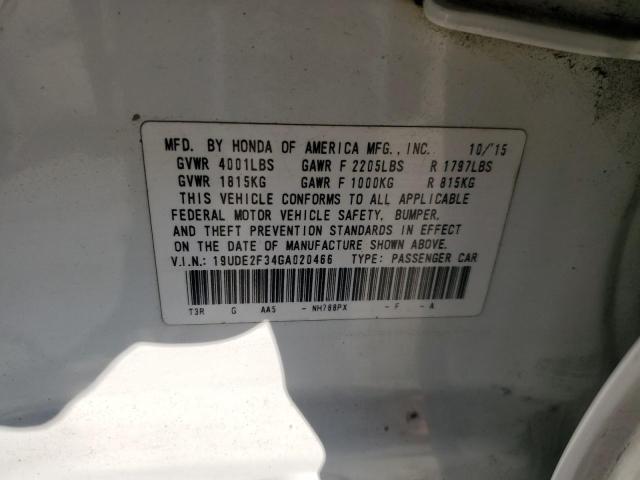 MFD. BY HONDA OF AMERICA MFG., INC. 10/'15
GVWR 4001LBS GAWR F 2205LBS R 1797LBS
GVWR 1815KG GAWR F 1000KG R 815KG
THIS VEHICLE CONFORMS TO ALL APPLICABLE
FEDERAL MOTOR VEHICLE SAFETY, BUMPER,
AND THEFT PREVENTION STANDARDS IN EFFECT
ON THE DATE OF MANUFACTURE SHOWN ABOVE.
V.I.N.: 19UDE2F34GA020466 TYPE: PASSENGER CAR
T3R G AA5 - NH788PX - F - A